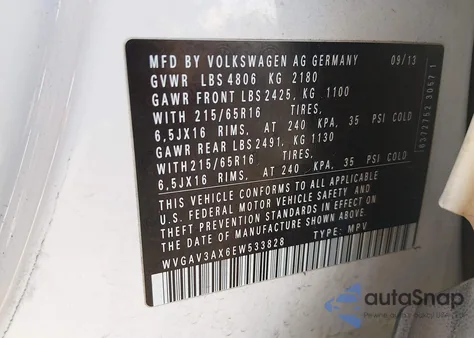 MFD BY VOLKSWAGEN AG GERMANY 09/13
GVWR LBS 4806 KG 2180
GAWR FRONT LBS 2425, KG 1100
WITH 215/65R16 TIRES,
6,5JX16 RIMS, AT 240 KPA, 35 PSI COLD
GAWR REAR LBS 2491, KG 1130
WITH 215/65R16 TIRES,
6,5JX16 RIMS, AT 240 KPA, 35 PSI COLD
THIS VEHICLE CONFORMS TO ALL APPLICABLE
U.S. FEDERAL MOTOR VEHICLE SAFETY AND
THEFT PREVENTION STANDARDS IN EFFECT ON
THE DATE OF MANUFACTURE SHOWN ABOVE.
WVGAV3AX6EW533828 TYPE: MPV
autoSnap